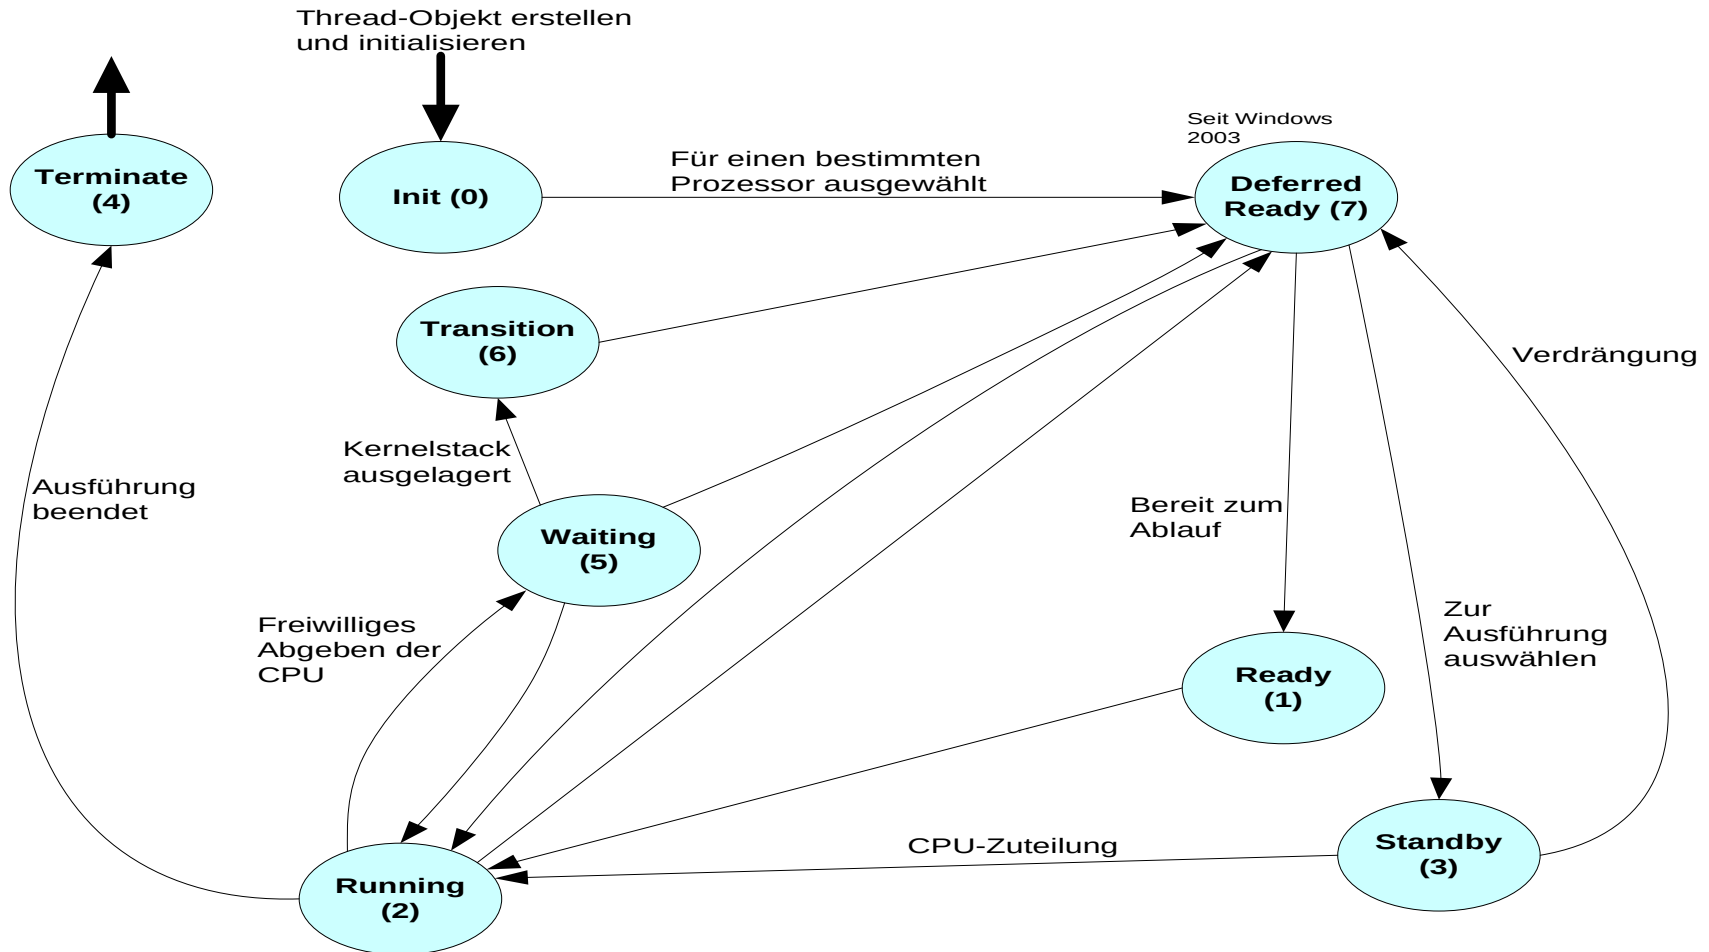 Thread-Objekt erstellen
und initialisieren
Seit Windows
2003
Terminate
(4)
Init (0)
Für einen bestimmten
Prozessor ausgewählt
Deferred
Ready (7)
Transition
(6)
Verdrängung
Kernelstack
ausgelagert
Ausführung
beendet
Bereit zum
Ablauf
Waiting
(5)
Freiwilliges
Abgeben der
CPU
Zur
Ausführung
auswählen
Ready
(1)
CPU-Zuteilung
Standby
(3)
Running
(2)